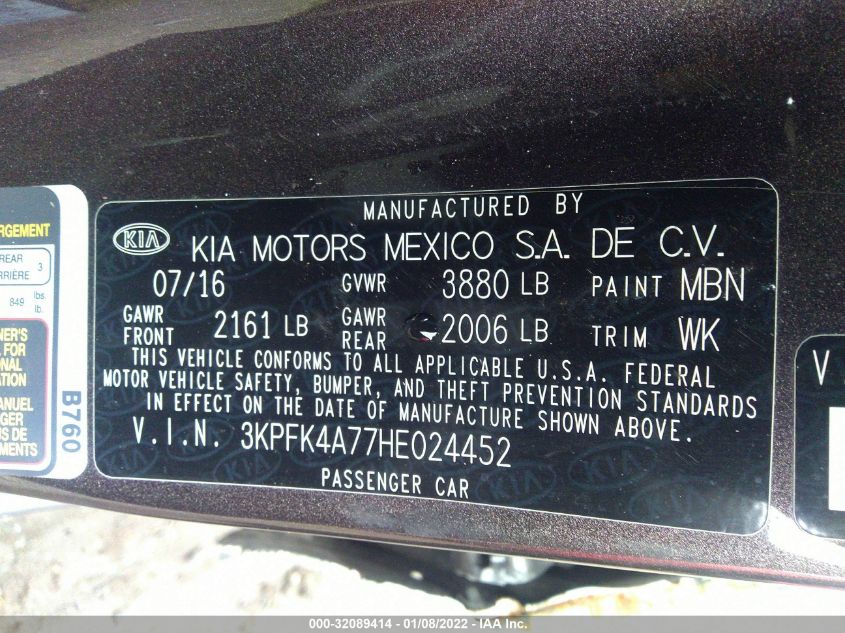 MANUFACTURED BY
KIA KIA MOTORS MEXICO S.A. DE C.V.
07/16 GVWR 3880 LB PAINT MBN
GAWR FRONT 2161 LB GAWR REAR 2006 LB TRIM WK
THIS VEHICLE CONFORMS TO ALL APPLICABLE U.S.A. FEDERAL
MOTOR VEHICLE SAFETY, BUMPER, AND THEFT PREVENTION STANDARDS
IN EFFECT ON THE DATE OF MANUFACTURE SHOWN ABOVE.
V.I.N. 3KPFK4A77HE024452
PASSENGER CAR
REAR 3
849 lbs. lb.
FOR
B760
DE
V
000-32089414 - 01/08/2022 - IAA Inc.